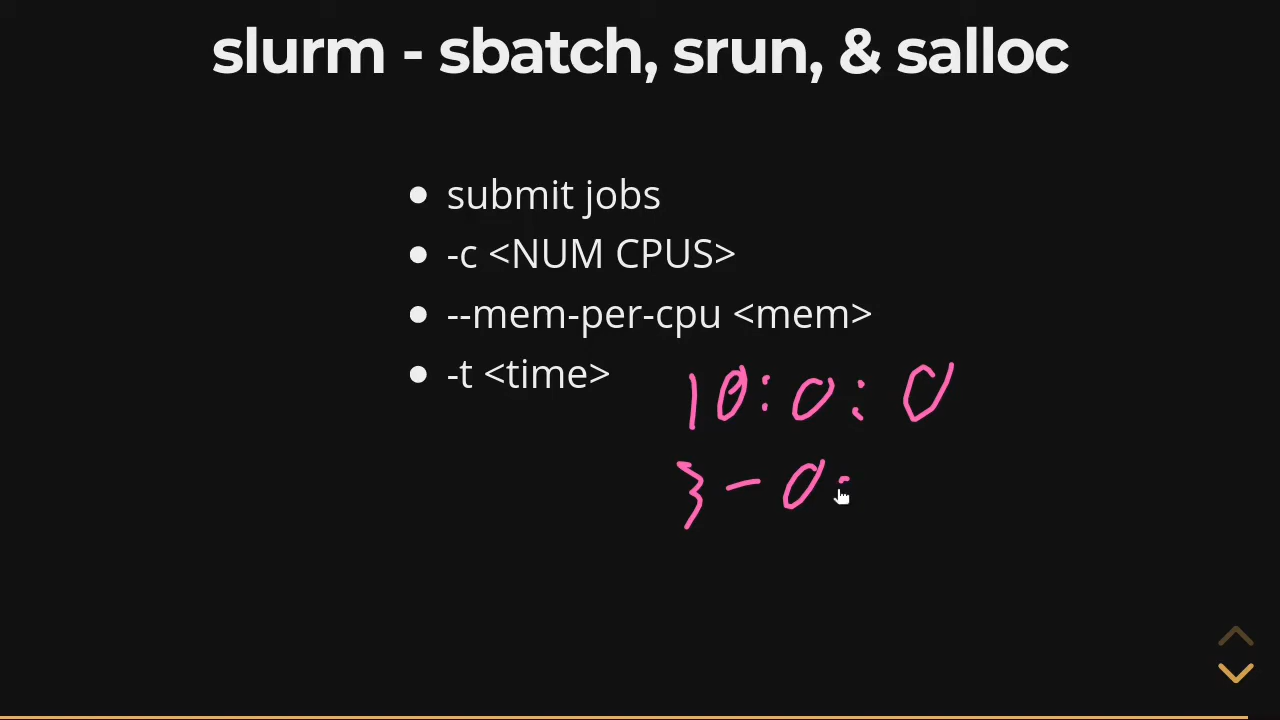 slurm - sbatch, srun, & salloc
submit jobs
-c <NUM CPUS>
--mem-per-cpu <mem>
-t <time>
10:0:0
3-0: